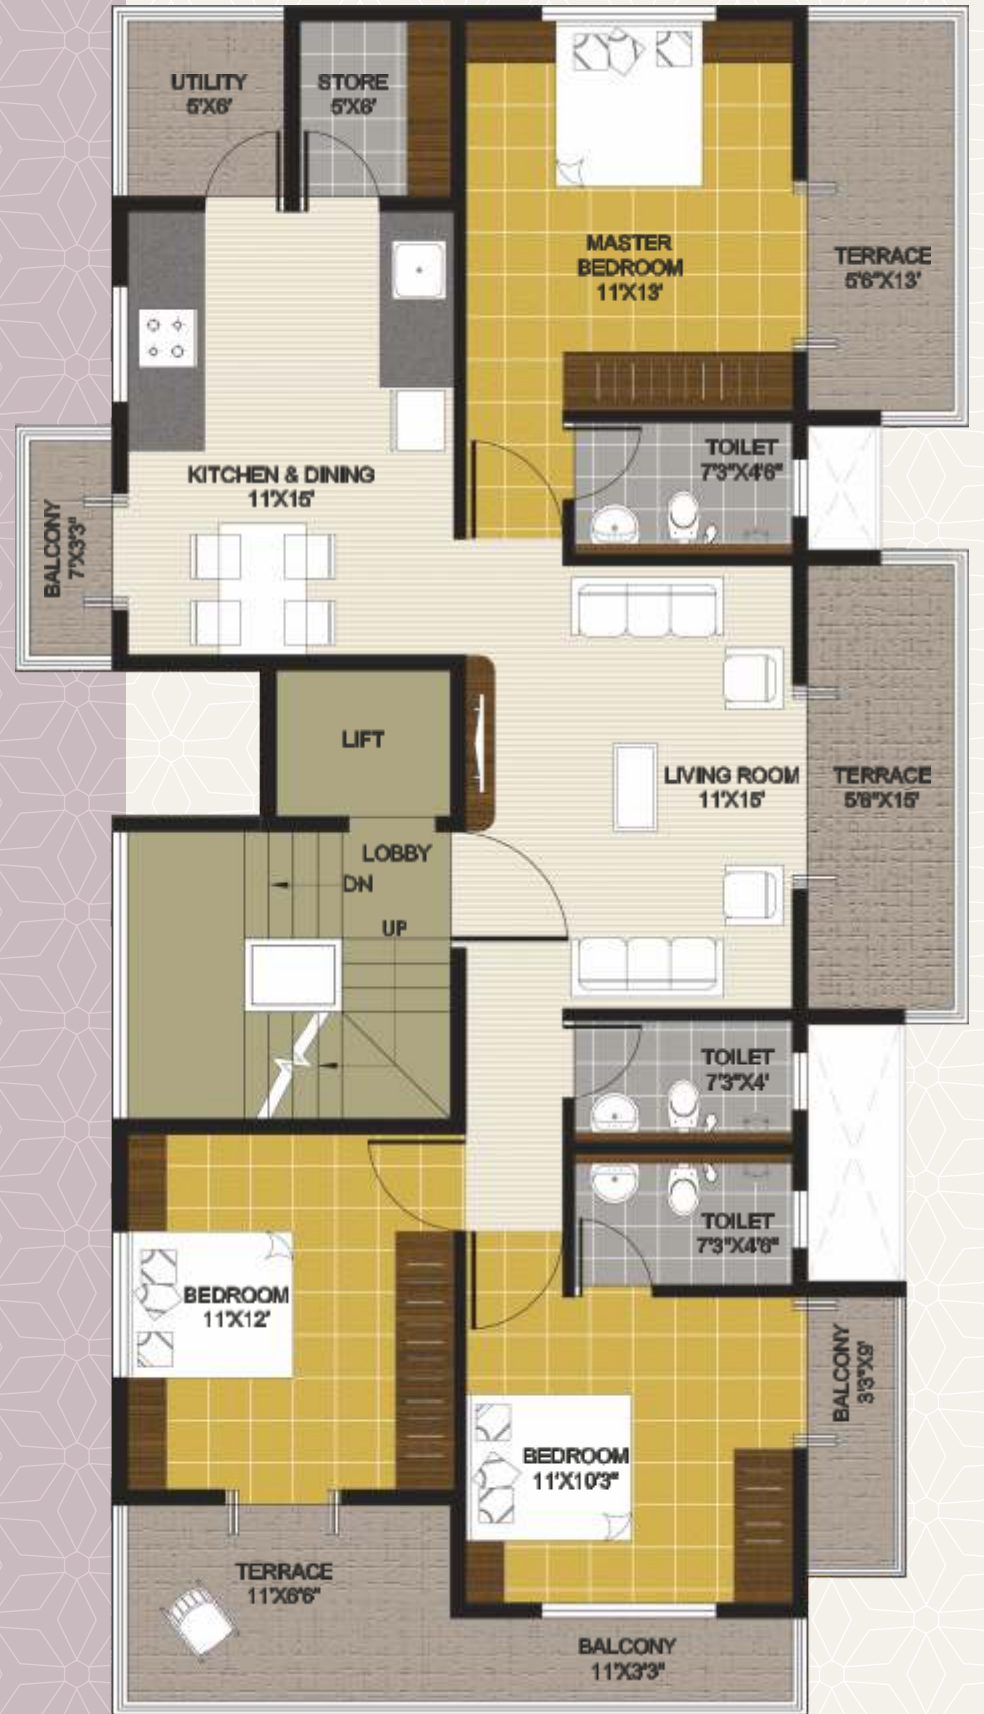 UTILITY
5'X6'
STORE
5'X6'
MASTER
BEDROOM
11'X13'
TERRACE
5'6"X13'
TOILET
7'3"X4'6"
KITCHEN & DINING
11'X15'
BALCONY
7'X3'3"
LIFT
LIVING ROOM
11'X15'
TERRACE
5'6"X15'
LOBBY
DN
UP
TOILET
7'3"X4'
TOILET
7'3"X4'6"
BEDROOM
11'X12'
BALCONY
3'3"X9'
BEDROOM
11'X10'3"
TERRACE
11'X6'6"
BALCONY
11'X3'3"